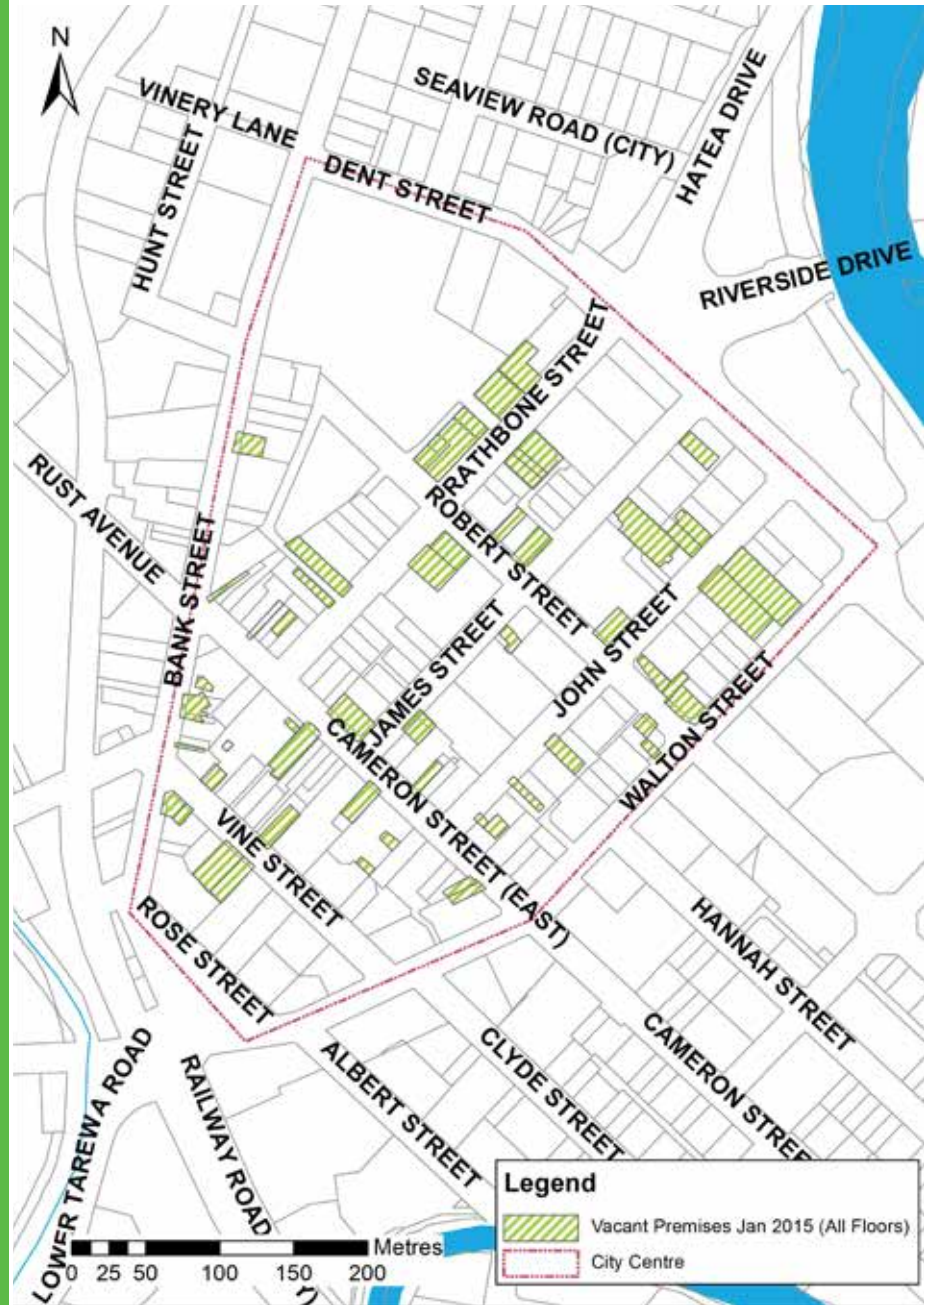 N
SEAVIEW ROAD (CITY)
HATEA DRIVE
VINERY LANE
HUNT STREET
DENT STREET
RIVERSIDE DRIVE
RATHBONE STREET
RUST AVENUE
BANK STREET
ROBERT STREET
JAMES STREET
JOHN STREET
WALTON STREET
CAMERON STREET (EAST)
VINE STREET
ROSE STREET
HANNAH STREET
CAMERON STREE
CLYDE STREET
ALBERT STREET
RAILWAY ROAD
Y)
LOWER TAREWA ROAD
Legend
Vacant Premises Jan 2015 (All Floors)
City Centre
Metres
0 25 50 100 150 200